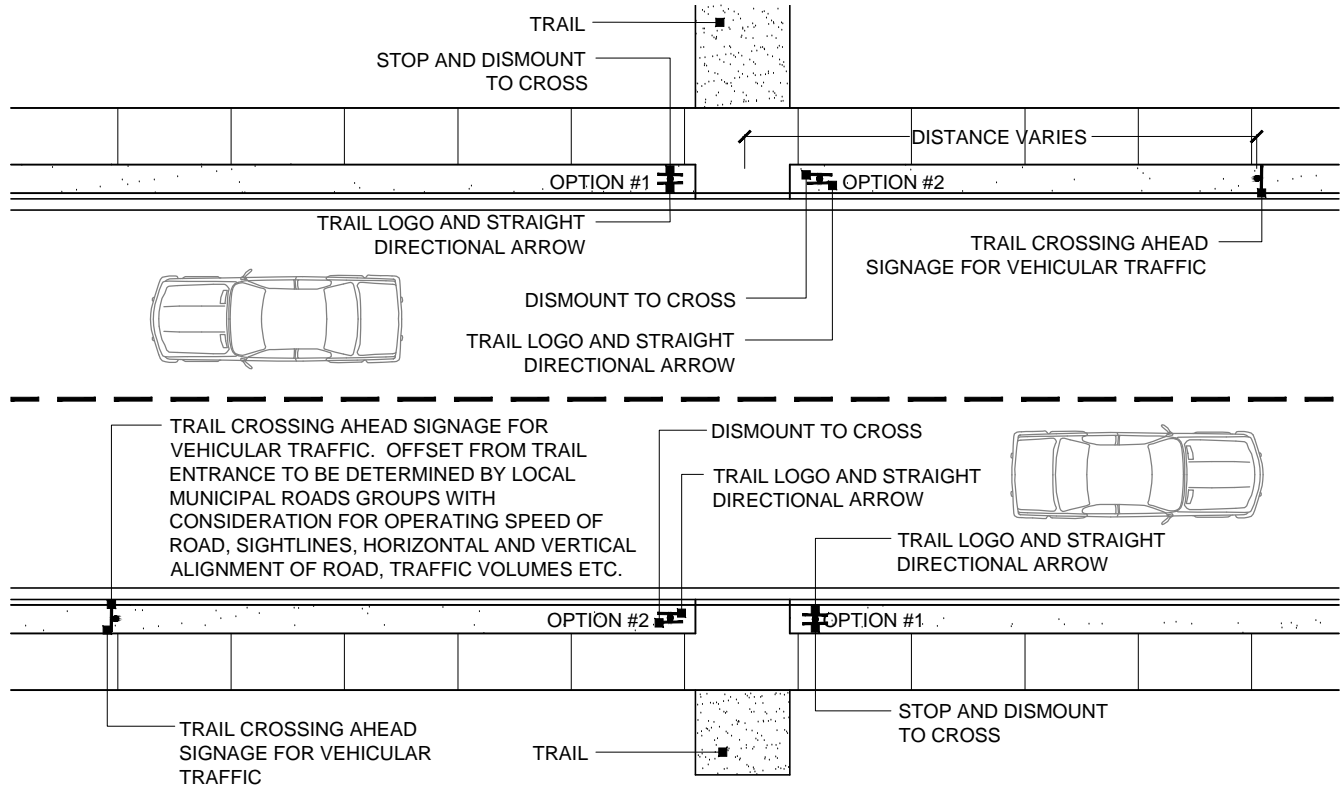 TRAIL
STOP AND DISMOUNT
TO CROSS
DISTANCE VARIES
OPTION #1
OPTION #2
TRAIL LOGO AND STRAIGHT
DIRECTIONAL ARROW
TRAIL CROSSING AHEAD
SIGNAGE FOR VEHICULAR TRAFFIC
DISMOUNT TO CROSS
TRAIL LOGO AND STRAIGHT
DIRECTIONAL ARROW
TRAIL CROSSING AHEAD SIGNAGE FOR
VEHICULAR TRAFFIC. OFFSET FROM TRAIL
ENTRANCE TO BE DETERMINED BY LOCAL
MUNICIPAL ROADS GROUPS WITH
CONSIDERATION FOR OPERATING SPEED OF
ROAD, SIGHTLINES, HORIZONTAL AND VERTICAL
ALIGNMENT OF ROAD, TRAFFIC VOLUMES ETC.
DISMOUNT TO CROSS
TRAIL LOGO AND STRAIGHT
DIRECTIONAL ARROW
TRAIL LOGO AND STRAIGHT
DIRECTIONAL ARROW
OPTION #2
OPTION #1
TRAIL CROSSING AHEAD
SIGNAGE FOR VEHICULAR
TRAFFIC
TRAIL
STOP AND DISMOUNT
TO CROSS